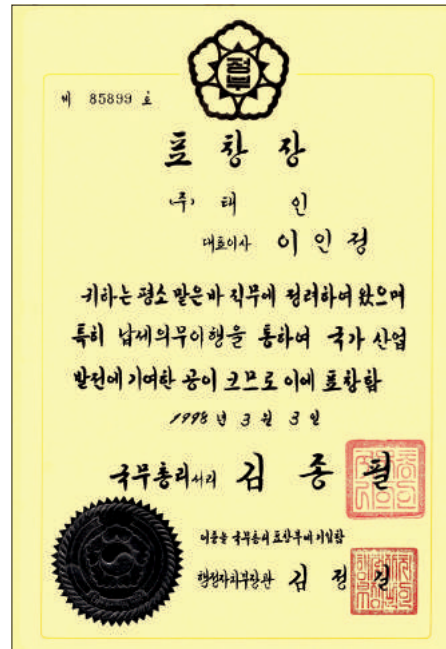 정부
제 85899 호
표 창 장
(주) 태 인
대표이사 이 인 정
귀하는 평소 맡은바 직무에 정려하여 왔으며
특히 납세의무이행을 통하여 국가 산업
발전에 기여한 공이 크므로 이에 표창함
1998 년 3 월 3 일
국무총리서리 김 종 필
이증을 국무총리 표창부에 기입함
행정자치부장관 김 정 길